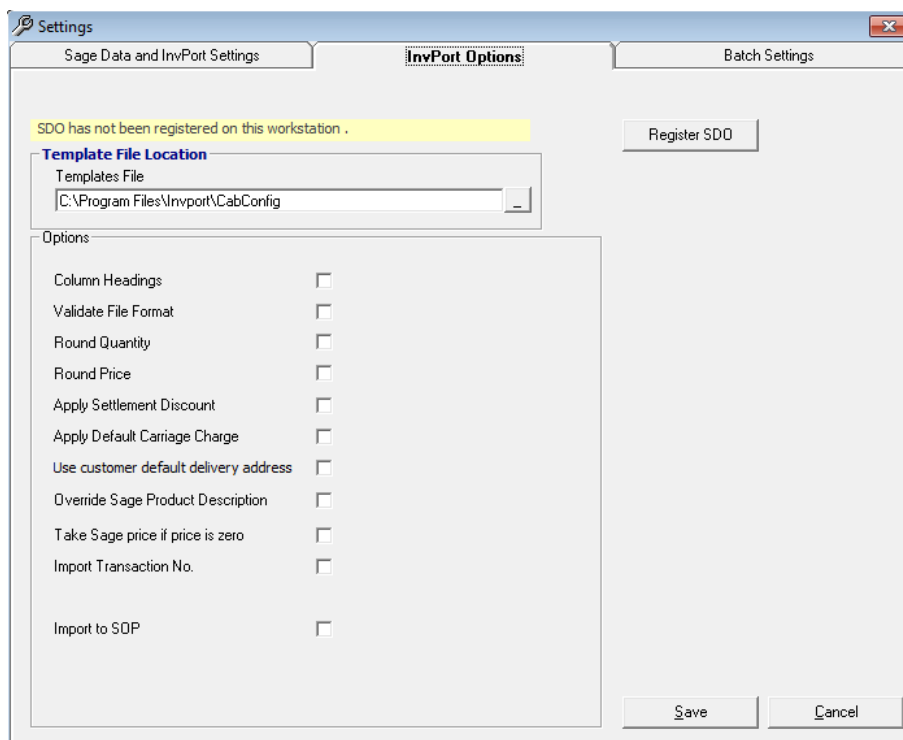 Settings
Sage Data and InvPort Settings
InvPort Options
Batch Settings
SDO has not been registered on this workstation .
Register SDO
Template File Location
Templates File
C:\Program Files\Invport\CabConfig
_
Options
Column Headings
Validate File Format
Round Quantity
Round Price
Apply Settlement Discount
Apply Default Carriage Charge
Use customer default delivery address
Override Sage Product Description
Take Sage price if price is zero
Import Transaction No.
Import to SOP
Save
Cancel